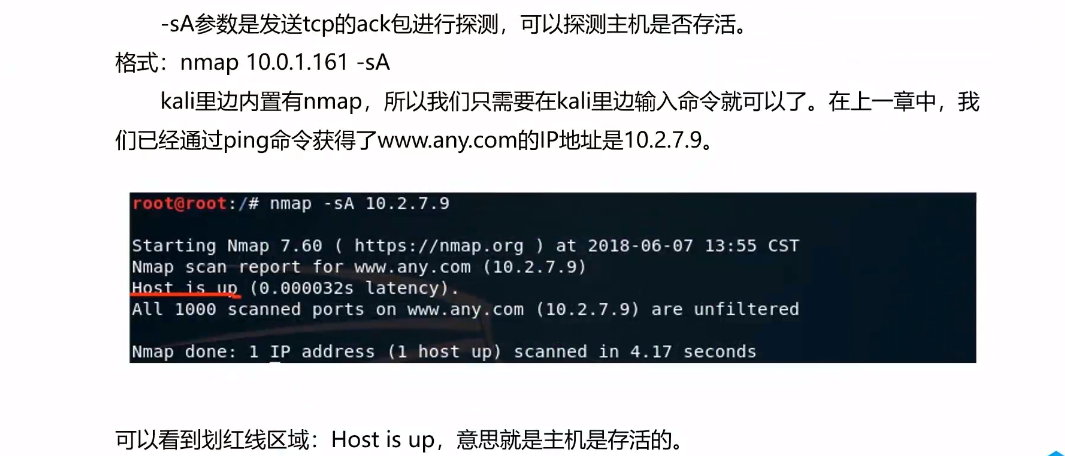 -sA参数是发送tcp的ack包进行探测，可以探测主机是否存活。
格式：nmap 10.0.1.161 -sA
kali里边内置有nmap，所以我们只需要在kali里边输入命令就可以了。在上一章中，我
们已经通过ping命令获得了www.any.com的IP地址是10.2.7.9。
root@root:/# nmap -sA 10.2.7.9
Starting Nmap 7.60 ( https://nmap.org ) at 2018-06-07 13:55 CST
Nmap scan report for www.any.com (10.2.7.9)
Host is up (0.000032s latency).
All 1000 scanned ports on www.any.com (10.2.7.9) are unfiltered
Nmap done: 1 IP address (1 host up) scanned in 4.17 seconds
可以看到划红线区域：Host is up，意思就是主机是存活的。